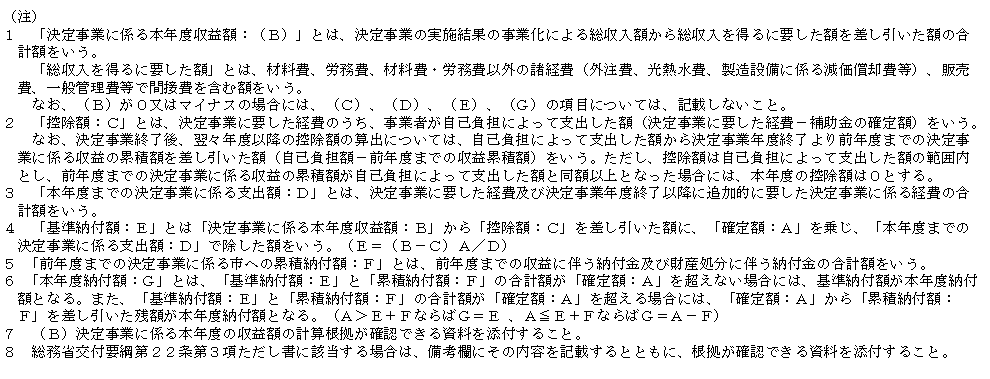 （注）
１　「決定事業に係る本年度収益額：（Ｂ）」とは、決定事業の実施結果の事業化による総収入額から総収入を得るに要した額を差し引いた額の合
計額をいう。
「総収入を得るに要した額」とは、材料費、労務費、材料費・労務費以外の諸経費（外注費、光熱水費、製造設備に係る減価償却費等）、販売
費、一般管理費等で間接費を含む額をいう。
なお、（Ｂ）が０又はマイナスの場合には、（Ｃ）、（Ｄ）、（Ｅ）、（Ｇ）の項目については、記載しないこと。
２　「控除額：Ｃ」とは、決定事業に要した経費のうち、事業者が自己負担によって支出した額（決定事業に要した経費－補助金の確定額）をいう。
なお、決定事業終了後、翌々年度以降の控除額の算出については、自己負担によって支出した額から決定事業年度終了より前年度までの決定事
業に係る収益の累積額を差し引いた額（自己負担額－前年度までの収益累積額）をいう。ただし、控除額は自己負担によって支出した額の範囲内
とし、前年度までの決定事業に係る収益の累積額が自己負担によって支出した額と同額以上となった場合には、本年度の控除額は０とする。
３　「本年度までの決定事業に係る支出額：Ｄ」とは、決定事業に要した経費及び決定事業年度終了以降に追加的に要した決定事業に係る経費の合
計額をいう。
４　「基準納付額：Ｅ」とは「決定事業に係る本年度収益額：Ｂ」から「控除額：Ｃ」を差し引いた額に、「確定額：Ａ」を乗じ、「本年度までの
決定事業に係る支出額：Ｄ」で除した額をいう。（Ｅ＝（Ｂ－Ｃ）Ａ／Ｄ）
５　「前年度までの決定事業に係る市への累積納付額：Ｆ」とは、前年度までの収益に伴う納付金及び財産処分に伴う納付金の合計額をいう。
６　「本年度納付額：Ｇ」とは、「基準納付額：Ｅ」と「累積納付額：Ｆ」の合計額が「確定額：Ａ」を超えない場合には、基準納付額が本年度納付
額となる。また、「基準納付額：Ｅ」と「累積納付額：Ｆ」の合計額が「確定額：Ａ」を超える場合には、「確定額：Ａ」から「累積納付額：
Ｆ」を差し引いた残額が本年度納付額となる。（Ａ＞Ｅ＋ＦならばＧ＝Ｅ 、Ａ≦Ｅ＋ＦならばＧ＝Ａ－Ｆ）
７　（Ｂ）決定事業に係る本年度の収益額の計算根拠が確認できる資料を添付すること。
８　総務省交付要綱第２２条第３項ただし書に該当する場合は、備考欄にその内容を記載するとともに、根拠が確認できる資料を添付すること。